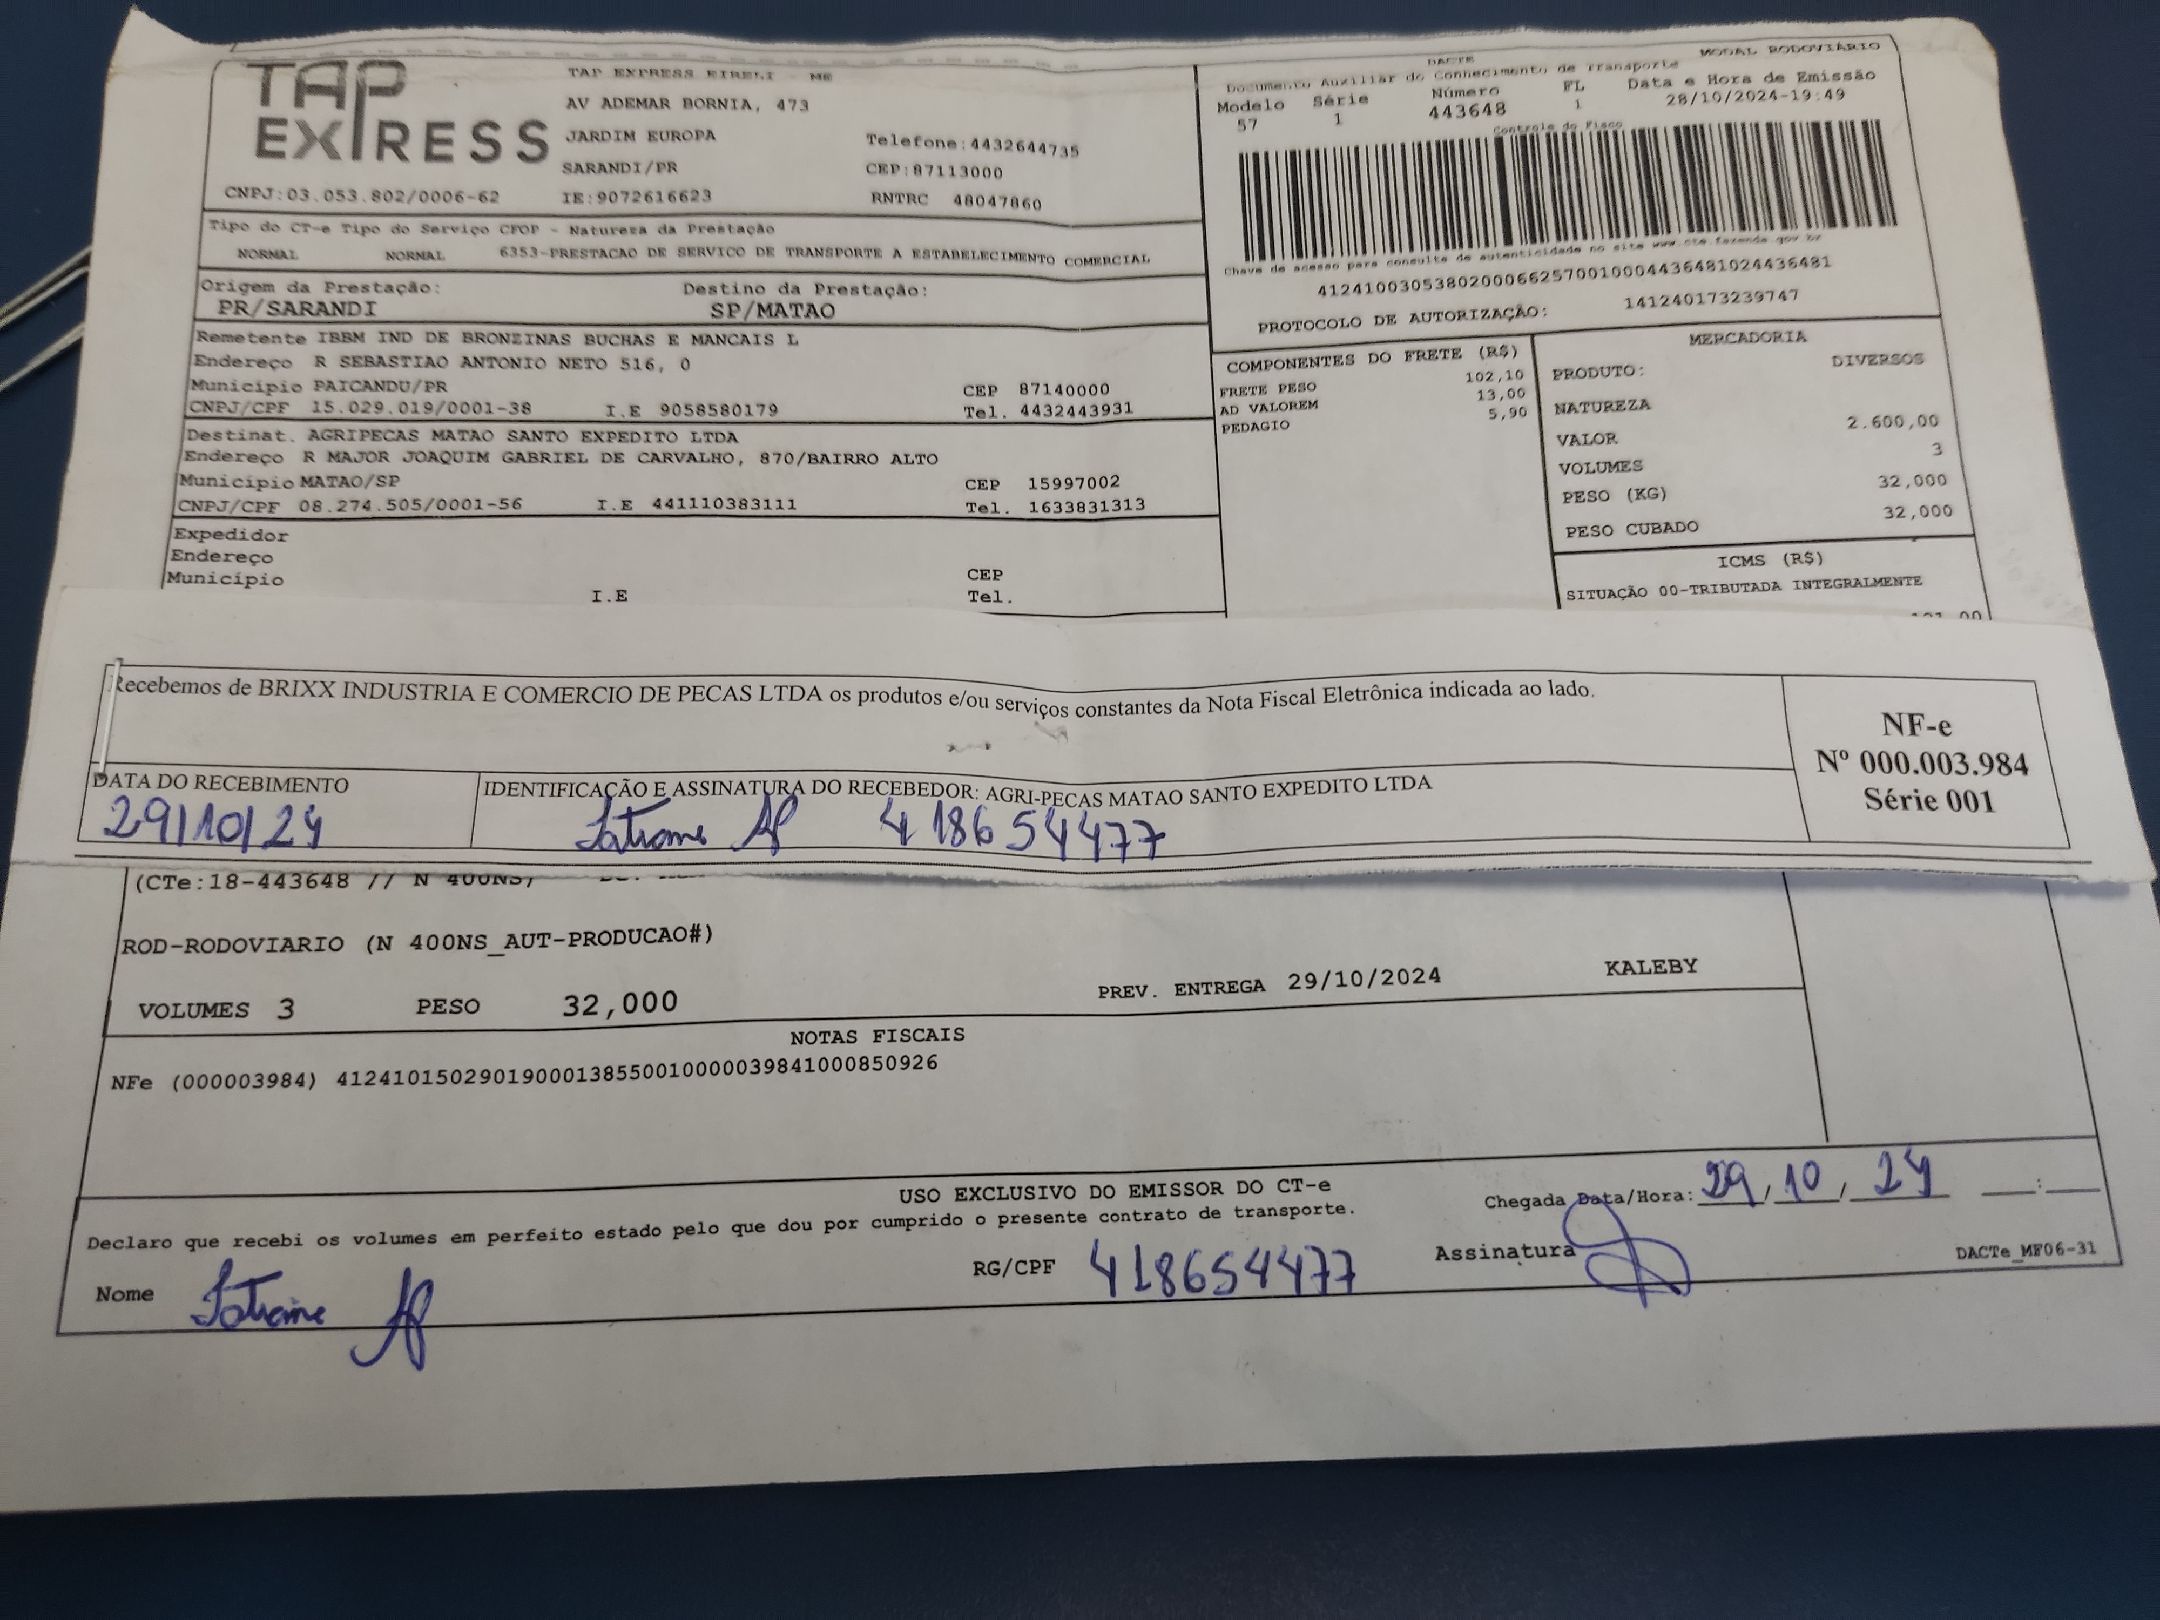 TAP EXPRESS
TAP EXPRESS EIRELI - ME
AV ADEMAR BORNIA, 473
JARDIM EUROPA Telefone:4432644735
SARANDI/PR CEP:87113000
CNPJ:03.053.802/0006-62 IE:9072616623 RNTRC 48047860
DACTE MODAL RODOVIÁRIO
Documento Auxiliar do Conhecimento de Transporte
Modelo Série Número FL Data e Hora de Emissão
57 1 443648 1 28/10/2024-19:49
Controle do Fisco
Chave de acesso para consulta de autenticidade no site www.cte.fazenda.gov.br
41241003053802000662570010004436481024436481
PROTOCOLO DE AUTORIZAÇÃO: 141240173239747
Tipo do CT-e Tipo do Serviço CFOP - Natureza da Prestação
NORMAL NORMAL 6353-PRESTACAO DE SERVICO DE TRANSPORTE A ESTABELECIMENTO COMERCIAL
Origem da Prestação: Destino da Prestação:
PR/SARANDI SP/MATAO
Remetente IBBM IND DE BRONZINAS BUCHAS E MANCAIS L
Endereço R SEBASTIAO ANTONIO NETO 516, 0
Município PAICANDU/PR CEP 87140000
CNPJ/CPF 15.029.019/0001-38 I.E 9058580179 Tel. 4432443931
Destinat. AGRIPECAS MATAO SANTO EXPEDITO LTDA
Endereço R MAJOR JOAQUIM GABRIEL DE CARVALHO, 870/BAIRRO ALTO
Município MATAO/SP CEP 15997002
CNPJ/CPF 08.274.505/0001-56 I.E 441110383111 Tel. 1633831313
Expedidor
Endereço
Município CEP
I.E Tel.
COMPONENTES DO FRETE (R$)
FRETE PESO 102,10
AD VALOREM 13,00
PEDAGIO 5,90
MERCADORIA
PRODUTO: DIVERSOS
NATUREZA
VALOR 2.600,00
VOLUMES 3
PESO (KG) 32,000
PESO CUBADO 32,000
ICMS (R$)
SITUAÇÃO 00-TRIBUTADA INTEGRALMENTE
Recebemos de BRIXX INDUSTRIA E COMERCIO DE PECAS LTDA os produtos e/ou serviços constantes da Nota Fiscal Eletrônica indicada ao lado.
NF-e
Nº 000.003.984
Série 001
DATA DO RECEBIMENTO IDENTIFICAÇÃO E ASSINATURA DO RECEBEDOR: AGRI-PECAS MATAO SANTO EXPEDITO LTDA
29/10/24 Tatiane Ap 418654477
(CTe:18-443648 // N 400NS)
ROD-RODOVIARIO (N 400NS_AUT-PRODUCAO#)
VOLUMES 3 PESO 32,000 PREV. ENTREGA 29/10/2024 KALEBY
NOTAS FISCAIS
NFe (000003984) 41241015029019000138550010000039841000850926
USO EXCLUSIVO DO EMISSOR DO CT-e
Declaro que recebi os volumes em perfeito estado pelo que dou por cumprido o presente contrato de transporte.
Chegada Data/Hora: 29/10/24 __:__
Nome Tatiane Ap RG/CPF 418654477 Assinatura
DACTe_MF06-31